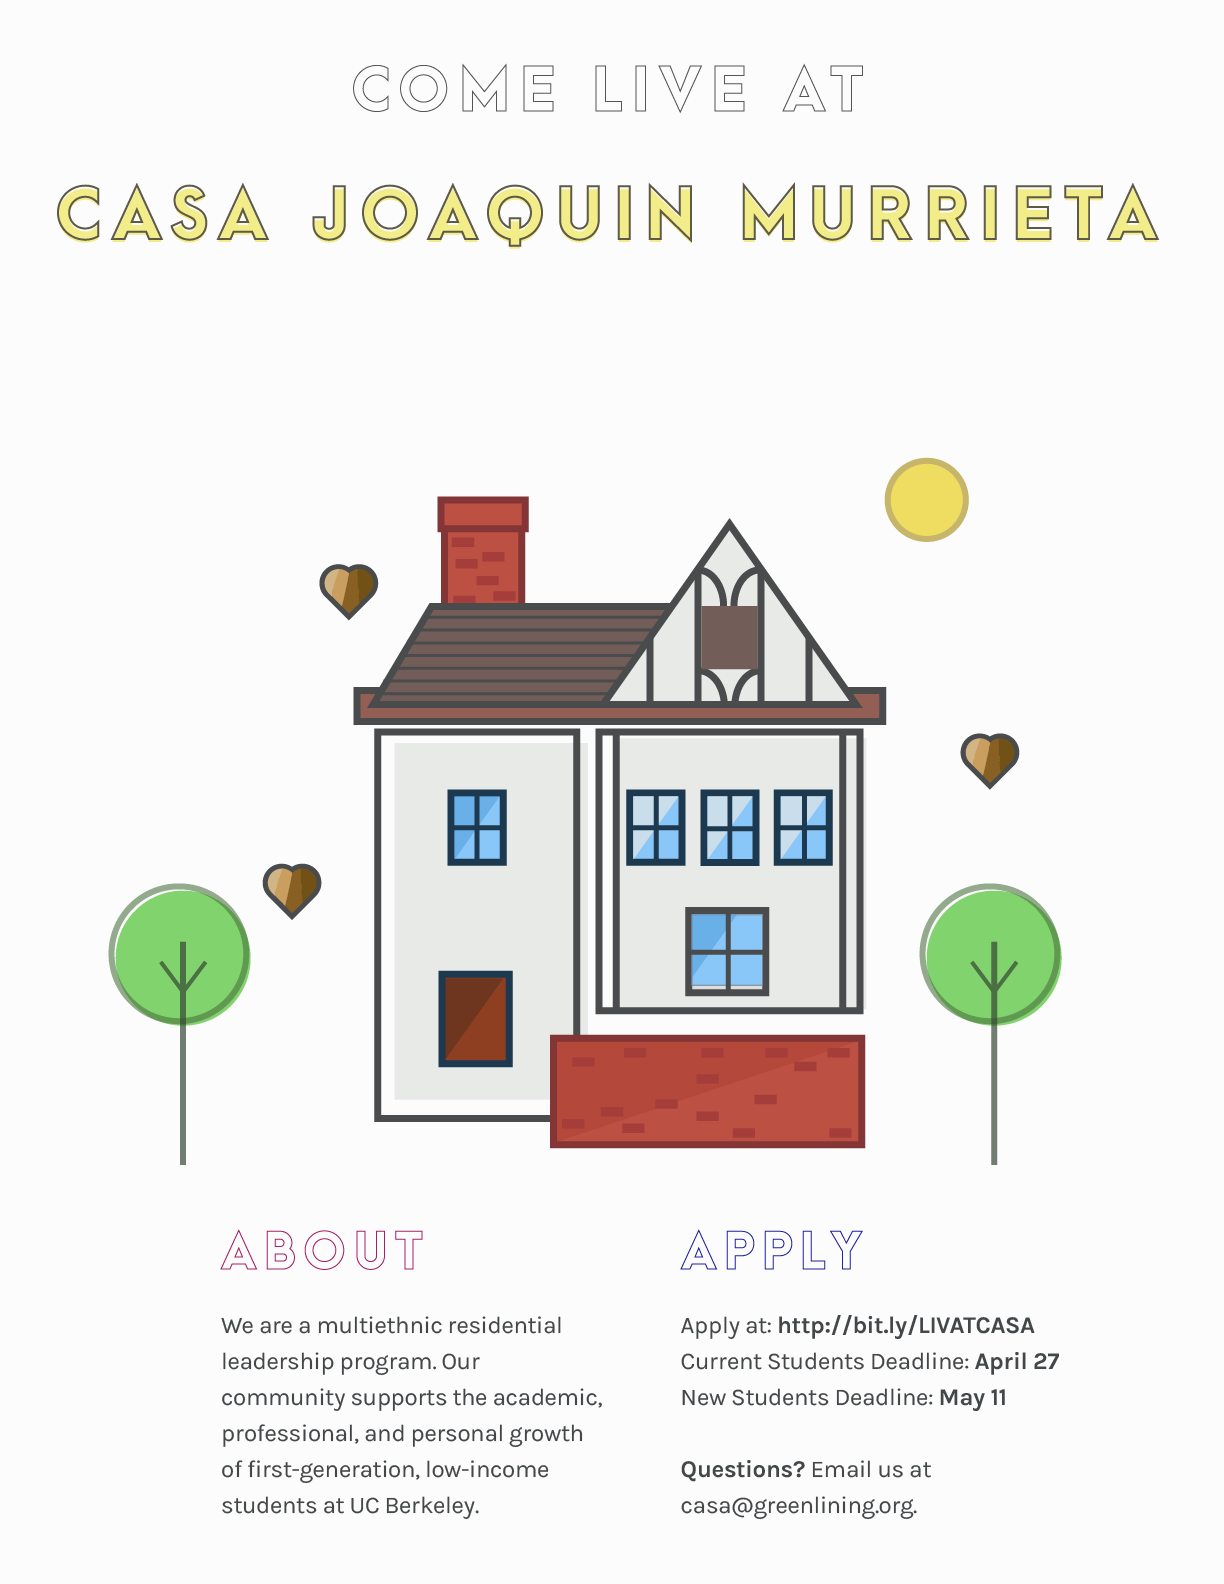 COME LIVE AT
CASA JOAQUIN MURRIETA
ABOUT
We are a multiethnic residential
leadership program. Our
community supports the academic,
professional, and personal growth
of first-generation, low-income
students at UC Berkeley.
APPLY
Apply at: http://bit.ly/LIVATCASA
Current Students Deadline: April 27
New Students Deadline: May 11
Questions? Email us at
casa@greenlining.org.